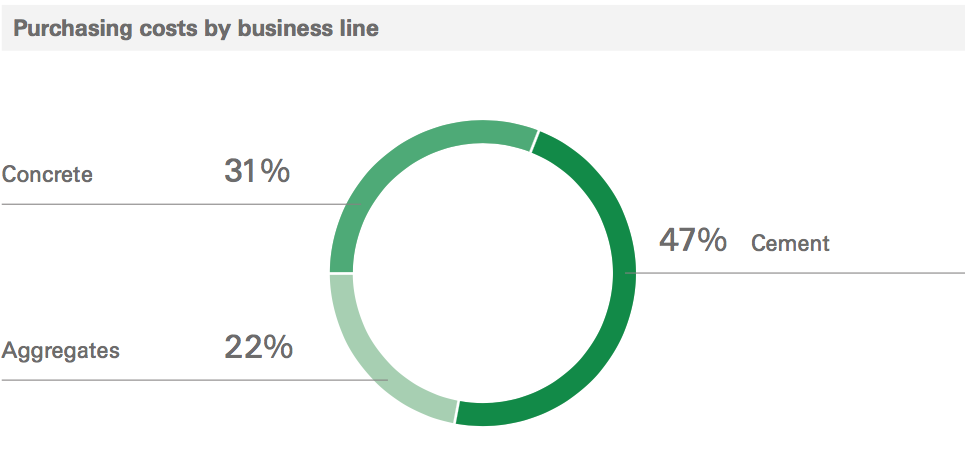 Purchasing costs by business line
Concrete 31%
47% Cement
Aggregates 22%